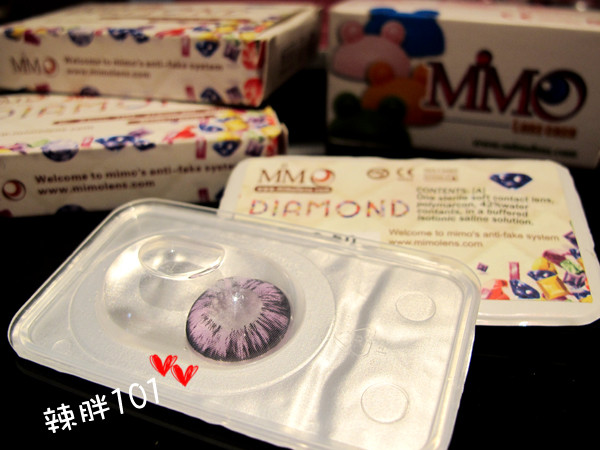 MIMO
Welcome to mimo's anti-fake system
www.mimolens.com
DIAMOND
Welcome to mimo's anti-fake system
www.mimolens.com
MIMO
MIMO
DIAMOND
CONTENTS: [A]
One sterile soft contact lens,
polymacron, 42%water
contents, in a buffered
isotonic saline solution.
Welcome to mimo's anti-fake system
www.mimolens.com
辣胖101